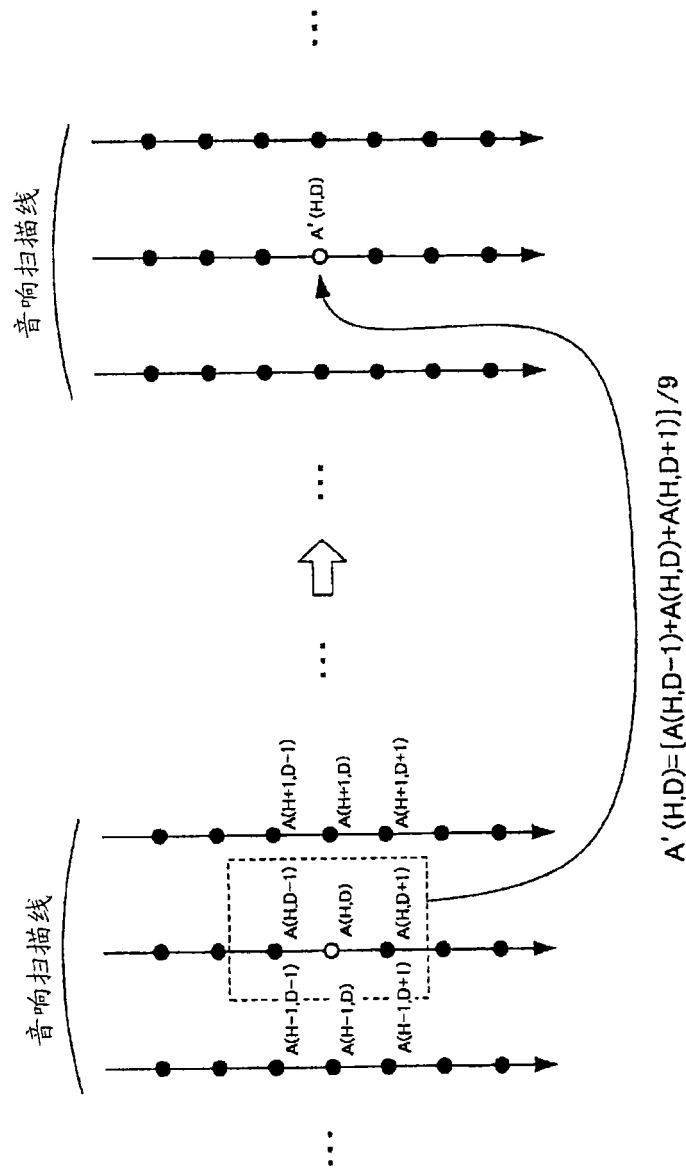 音响扫描线
音响扫描线
A(H-1,D-1)
A(H,D-1)
A(H+1,D-1)
A(H-1,D)
A(H,D)
A(H+1,D)
A'(H,D)
A(H-1,D+1)
A(H,D+1)
A(H+1,D+1)
A'(H,D)=[A(H,D-1)+A(H,D)+A(H,D+1)]/9